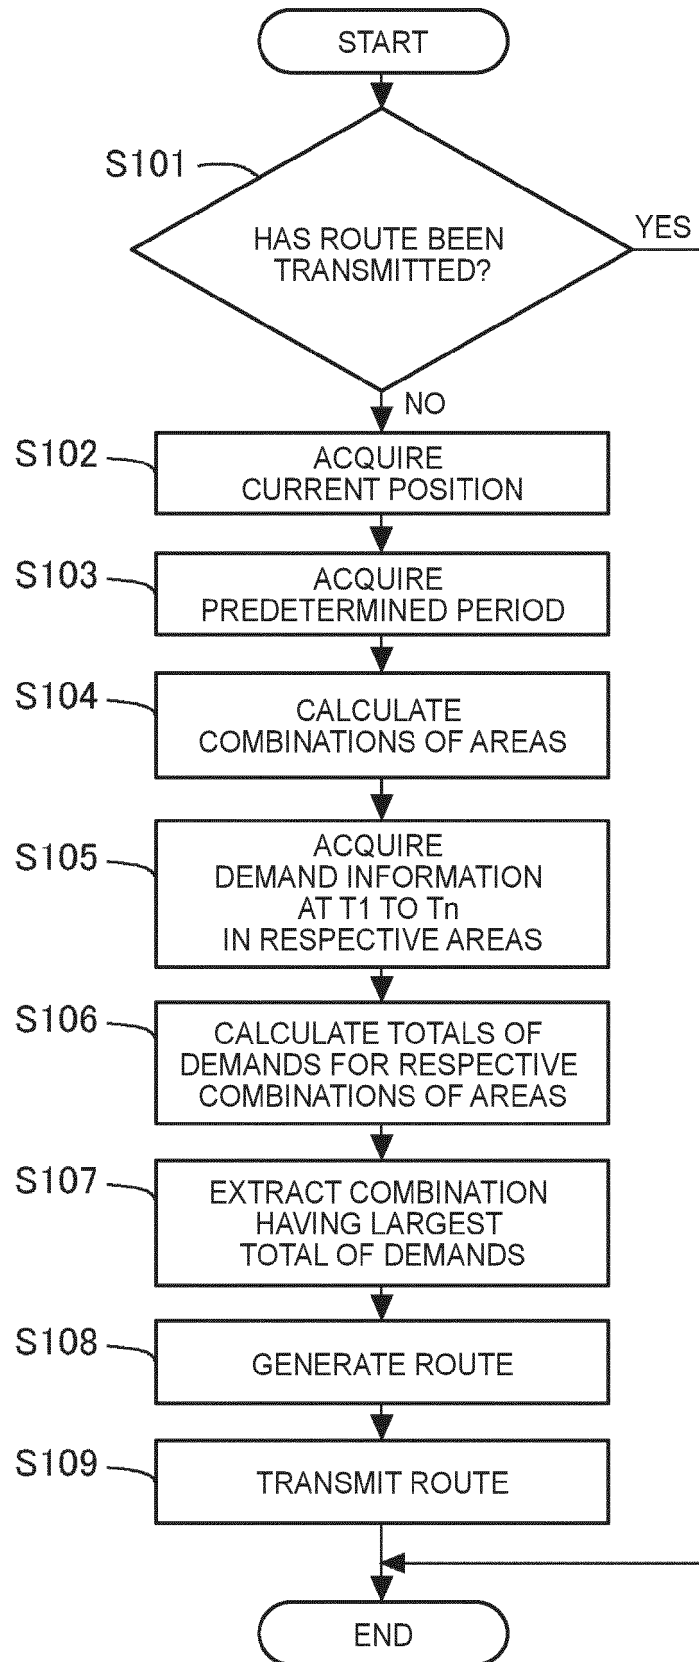 START
S101
HAS ROUTE BEEN
TRANSMITTED?
YES
NO
S102
ACQUIRE
CURRENT POSITION
S103
ACQUIRE
PREDETERMINED PERIOD
S104
CALCULATE
COMBINATIONS OF AREAS
S105
ACQUIRE
DEMAND INFORMATION
AT T1 TO Tn
IN RESPECTIVE AREAS
S106
CALCULATE TOTALS OF
DEMANDS FOR RESPECTIVE
COMBINATIONS OF AREAS
S107
EXTRACT COMBINATION
HAVING LARGEST
TOTAL OF DEMANDS
S108
GENERATE ROUTE
S109
TRANSMIT ROUTE
END